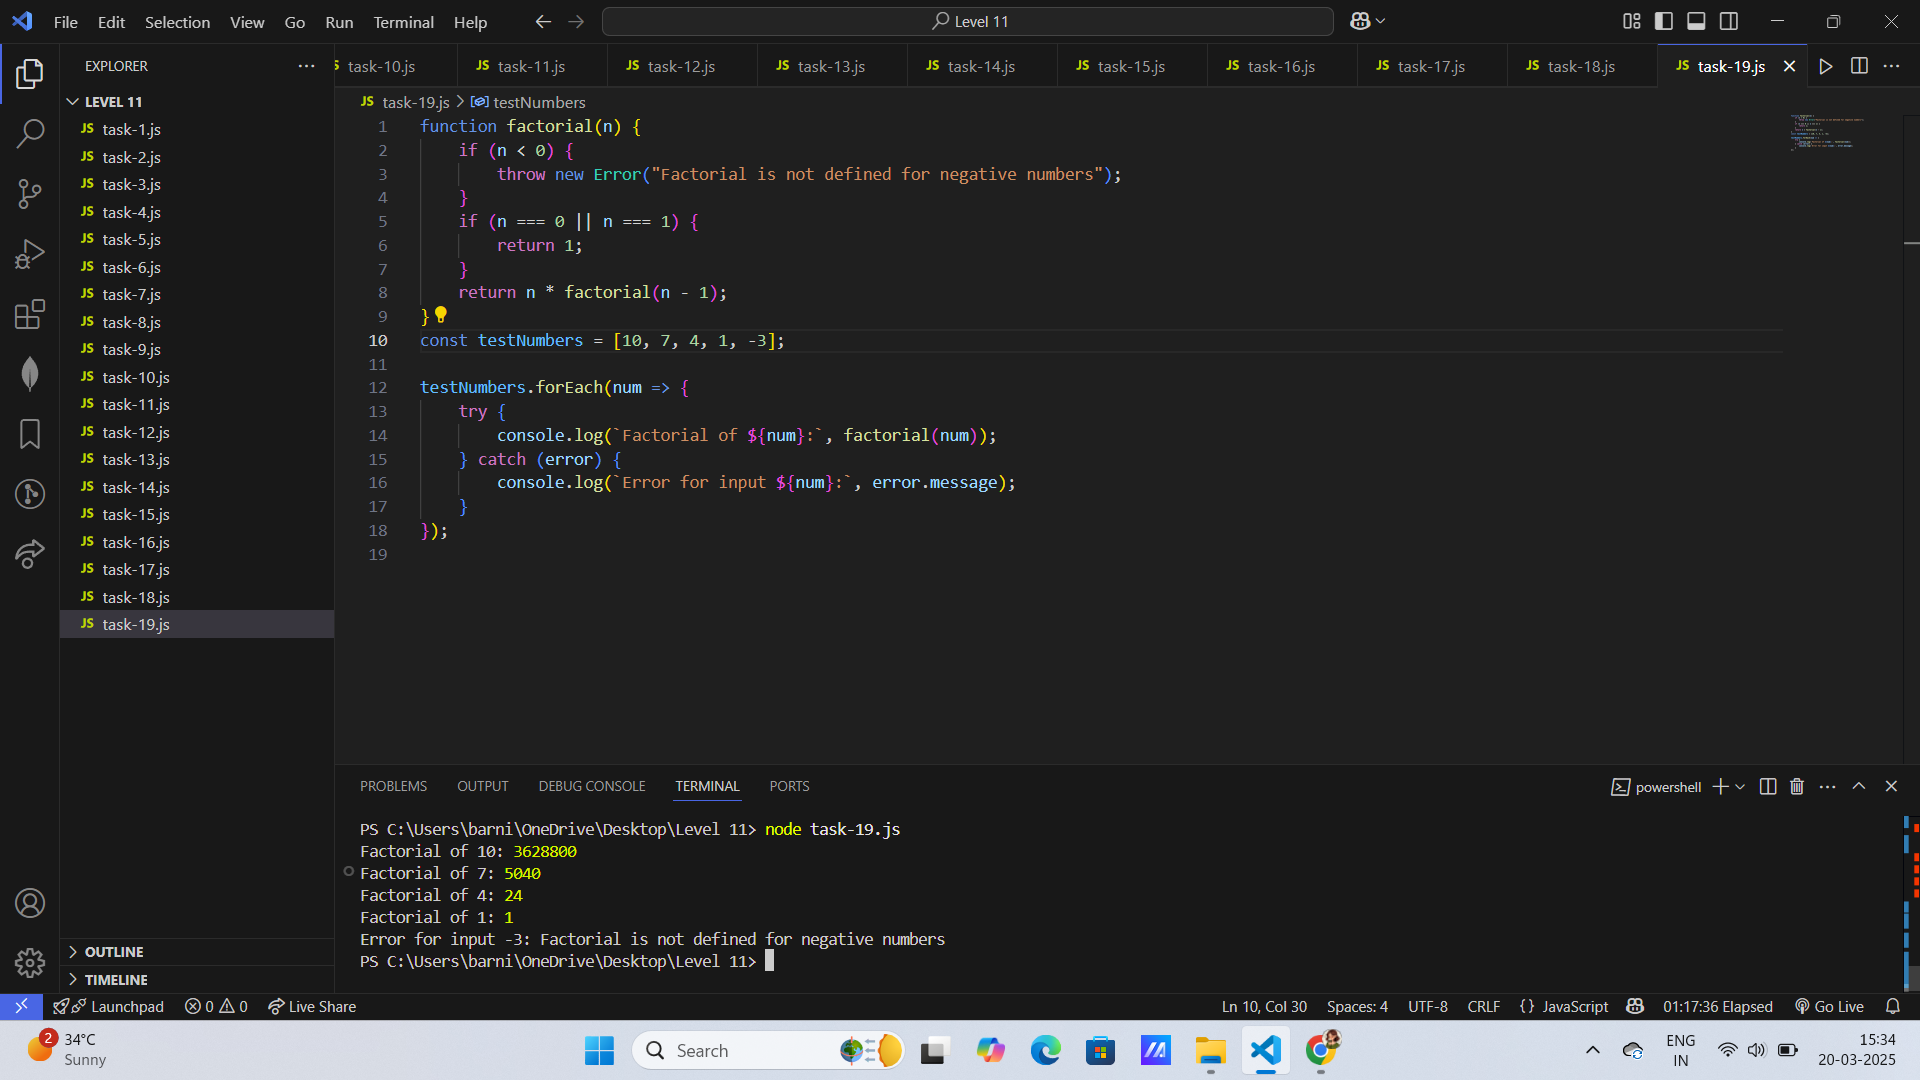 File Edit Selection View Go Run Terminal Help
Level 11
EXPLORER
task-10.js
JS task-11.js
JS task-12.js
JS task-13.js
JS task-14.js
JS task-15.js
JS task-16.js
JS task-17.js
JS task-18.js
JS task-19.js
LEVEL 11
JS task-1.js
JS task-2.js
JS task-3.js
JS task-4.js
JS task-5.js
JS task-6.js
JS task-7.js
JS task-8.js
JS task-9.js
JS task-10.js
JS task-11.js
JS task-12.js
JS task-13.js
JS task-14.js
JS task-15.js
JS task-16.js
JS task-17.js
JS task-18.js
JS task-19.js
OUTLINE
TIMELINE
JS task-19.js > testNumbers
1 function factorial(n) {
2 if (n < 0) {
3 throw new Error("Factorial is not defined for negative numbers");
4 }
5 if (n === 0 || n === 1) {
6 return 1;
7 }
8 return n * factorial(n - 1);
9 }
10 const testNumbers = [10, 7, 4, 1, -3];
11
12 testNumbers.forEach(num => {
13 try {
14 console.log(`Factorial of ${num}:`, factorial(num));
15 } catch (error) {
16 console.log(`Error for input ${num}:`, error.message);
17 }
18 });
19
PROBLEMS OUTPUT DEBUG CONSOLE TERMINAL PORTS
powershell
PS C:\Users\barni\OneDrive\Desktop\Level 11> node task-19.js
Factorial of 10: 3628800
Factorial of 7: 5040
Factorial of 4: 24
Factorial of 1: 1
Error for input -3: Factorial is not defined for negative numbers
PS C:\Users\barni\OneDrive\Desktop\Level 11>
Launchpad 0 0 Live Share
Ln 10, Col 30 Spaces: 4 UTF-8 CRLF {} JavaScript 01:17:36 Elapsed Go Live
2
34°C
Sunny
Search
ENG
IN
15:34
20-03-2025